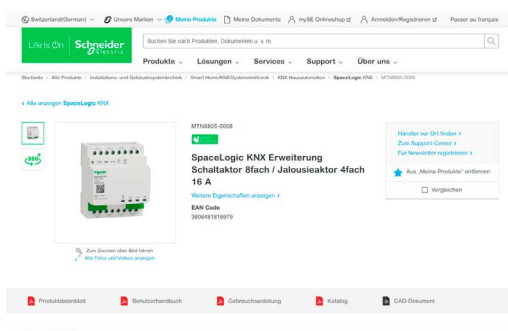 Switzerland(German)
Unsere Marken
Meine Produkte
Meine Dokumente
mySE Onlineshop
Anmelden/Registrieren
Passer au français
Life Is On
Schneider
Electric
Suchen Sie nach Produkten, Dokumenten u. v. m.
Produkte
Lösungen
Services
Support
Über uns
Startseite
Alle Produkte
Installations- und Gebäudesystemtechnik
Smart Home/KNX/Systemelektronik
KNX Hausautomation
SpaceLogic KNX
MTN6805-0008
Alle anzeigen SpaceLogic KNX
360°
MTN6805-0008
SpaceLogic KNX Erweiterung
Schaltaktor 8fach / Jalousieaktor 4fach
16 A
Weitere Eigenschaften anzeigen
EAN Code
3606481816979
Händler vor Ort finden
Zum Support-Center
Für Newsletter registrieren
Aus „Meine Produkte“ entfernen
Vergleichen
Zum Zoomen über Bild fahren
Alle Fotos und Videos anzeigen
Produktdatenblatt
Benutzerhandbuch
Gebrauchsanleitung
Katalog
CAD-Dokument